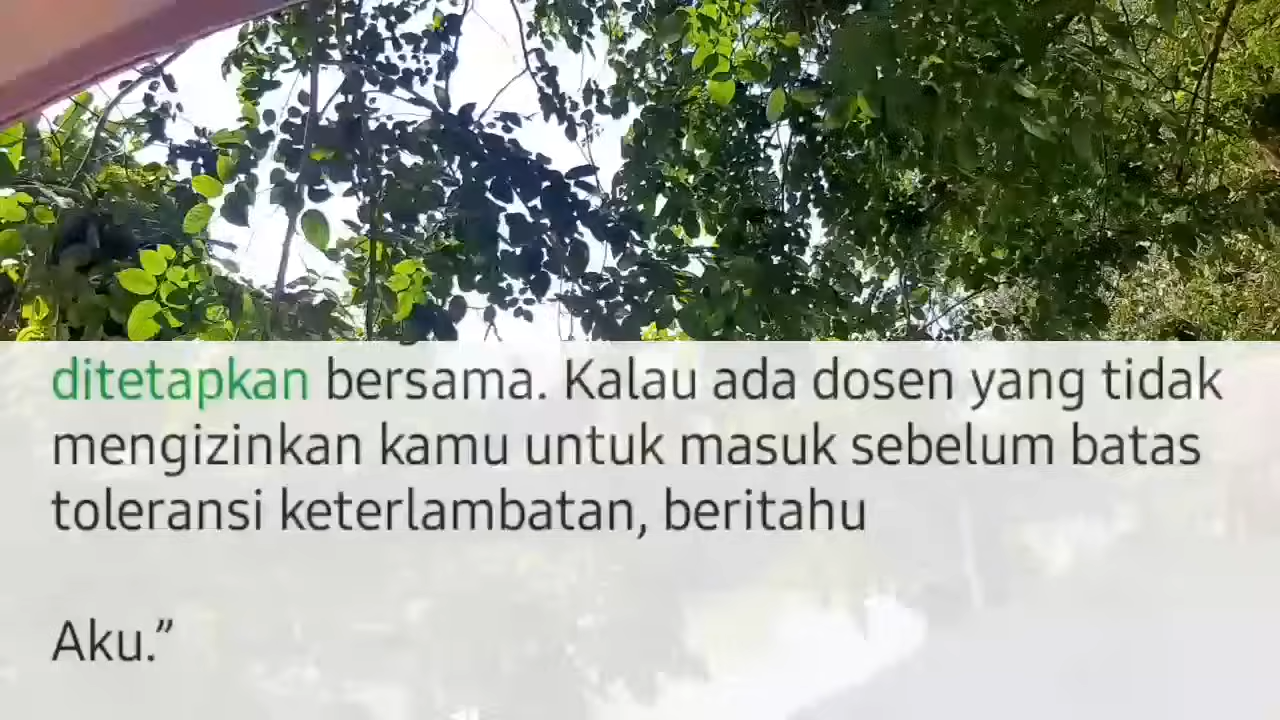 ditetapkan bersama. Kalau ada dosen yang tidak
mengizinkan kamu untuk masuk sebelum batas
toleransi keterlambatan, beritahu
Aku.”